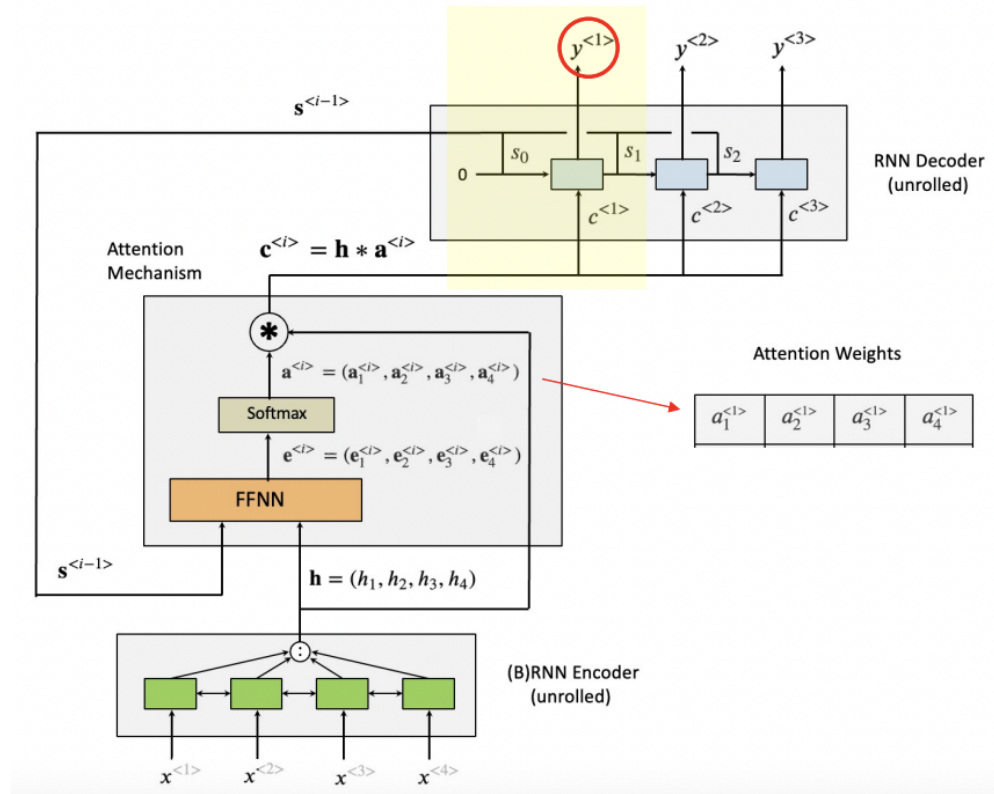 y<1> y<2> y<3>
s<i−1>
s0 s1 s2
0
RNN Decoder
(unrolled)
c<1> c<2> c<3>
Attention
Mechanism
c<i> = h * a<i>
*
a<i> = (a1<i>, a2<i>, a3<i>, a4<i>)
Attention Weights
a1<1> a2<1> a3<1> a4<1>
Softmax
e<i> = (e1<i>, e2<i>, e3<i>, e4<i>)
FFNN
s<i−1>
h = (h1, h2, h3, h4)
:
(B)RNN Encoder
(unrolled)
x<1> x<2> x<3> x<4>